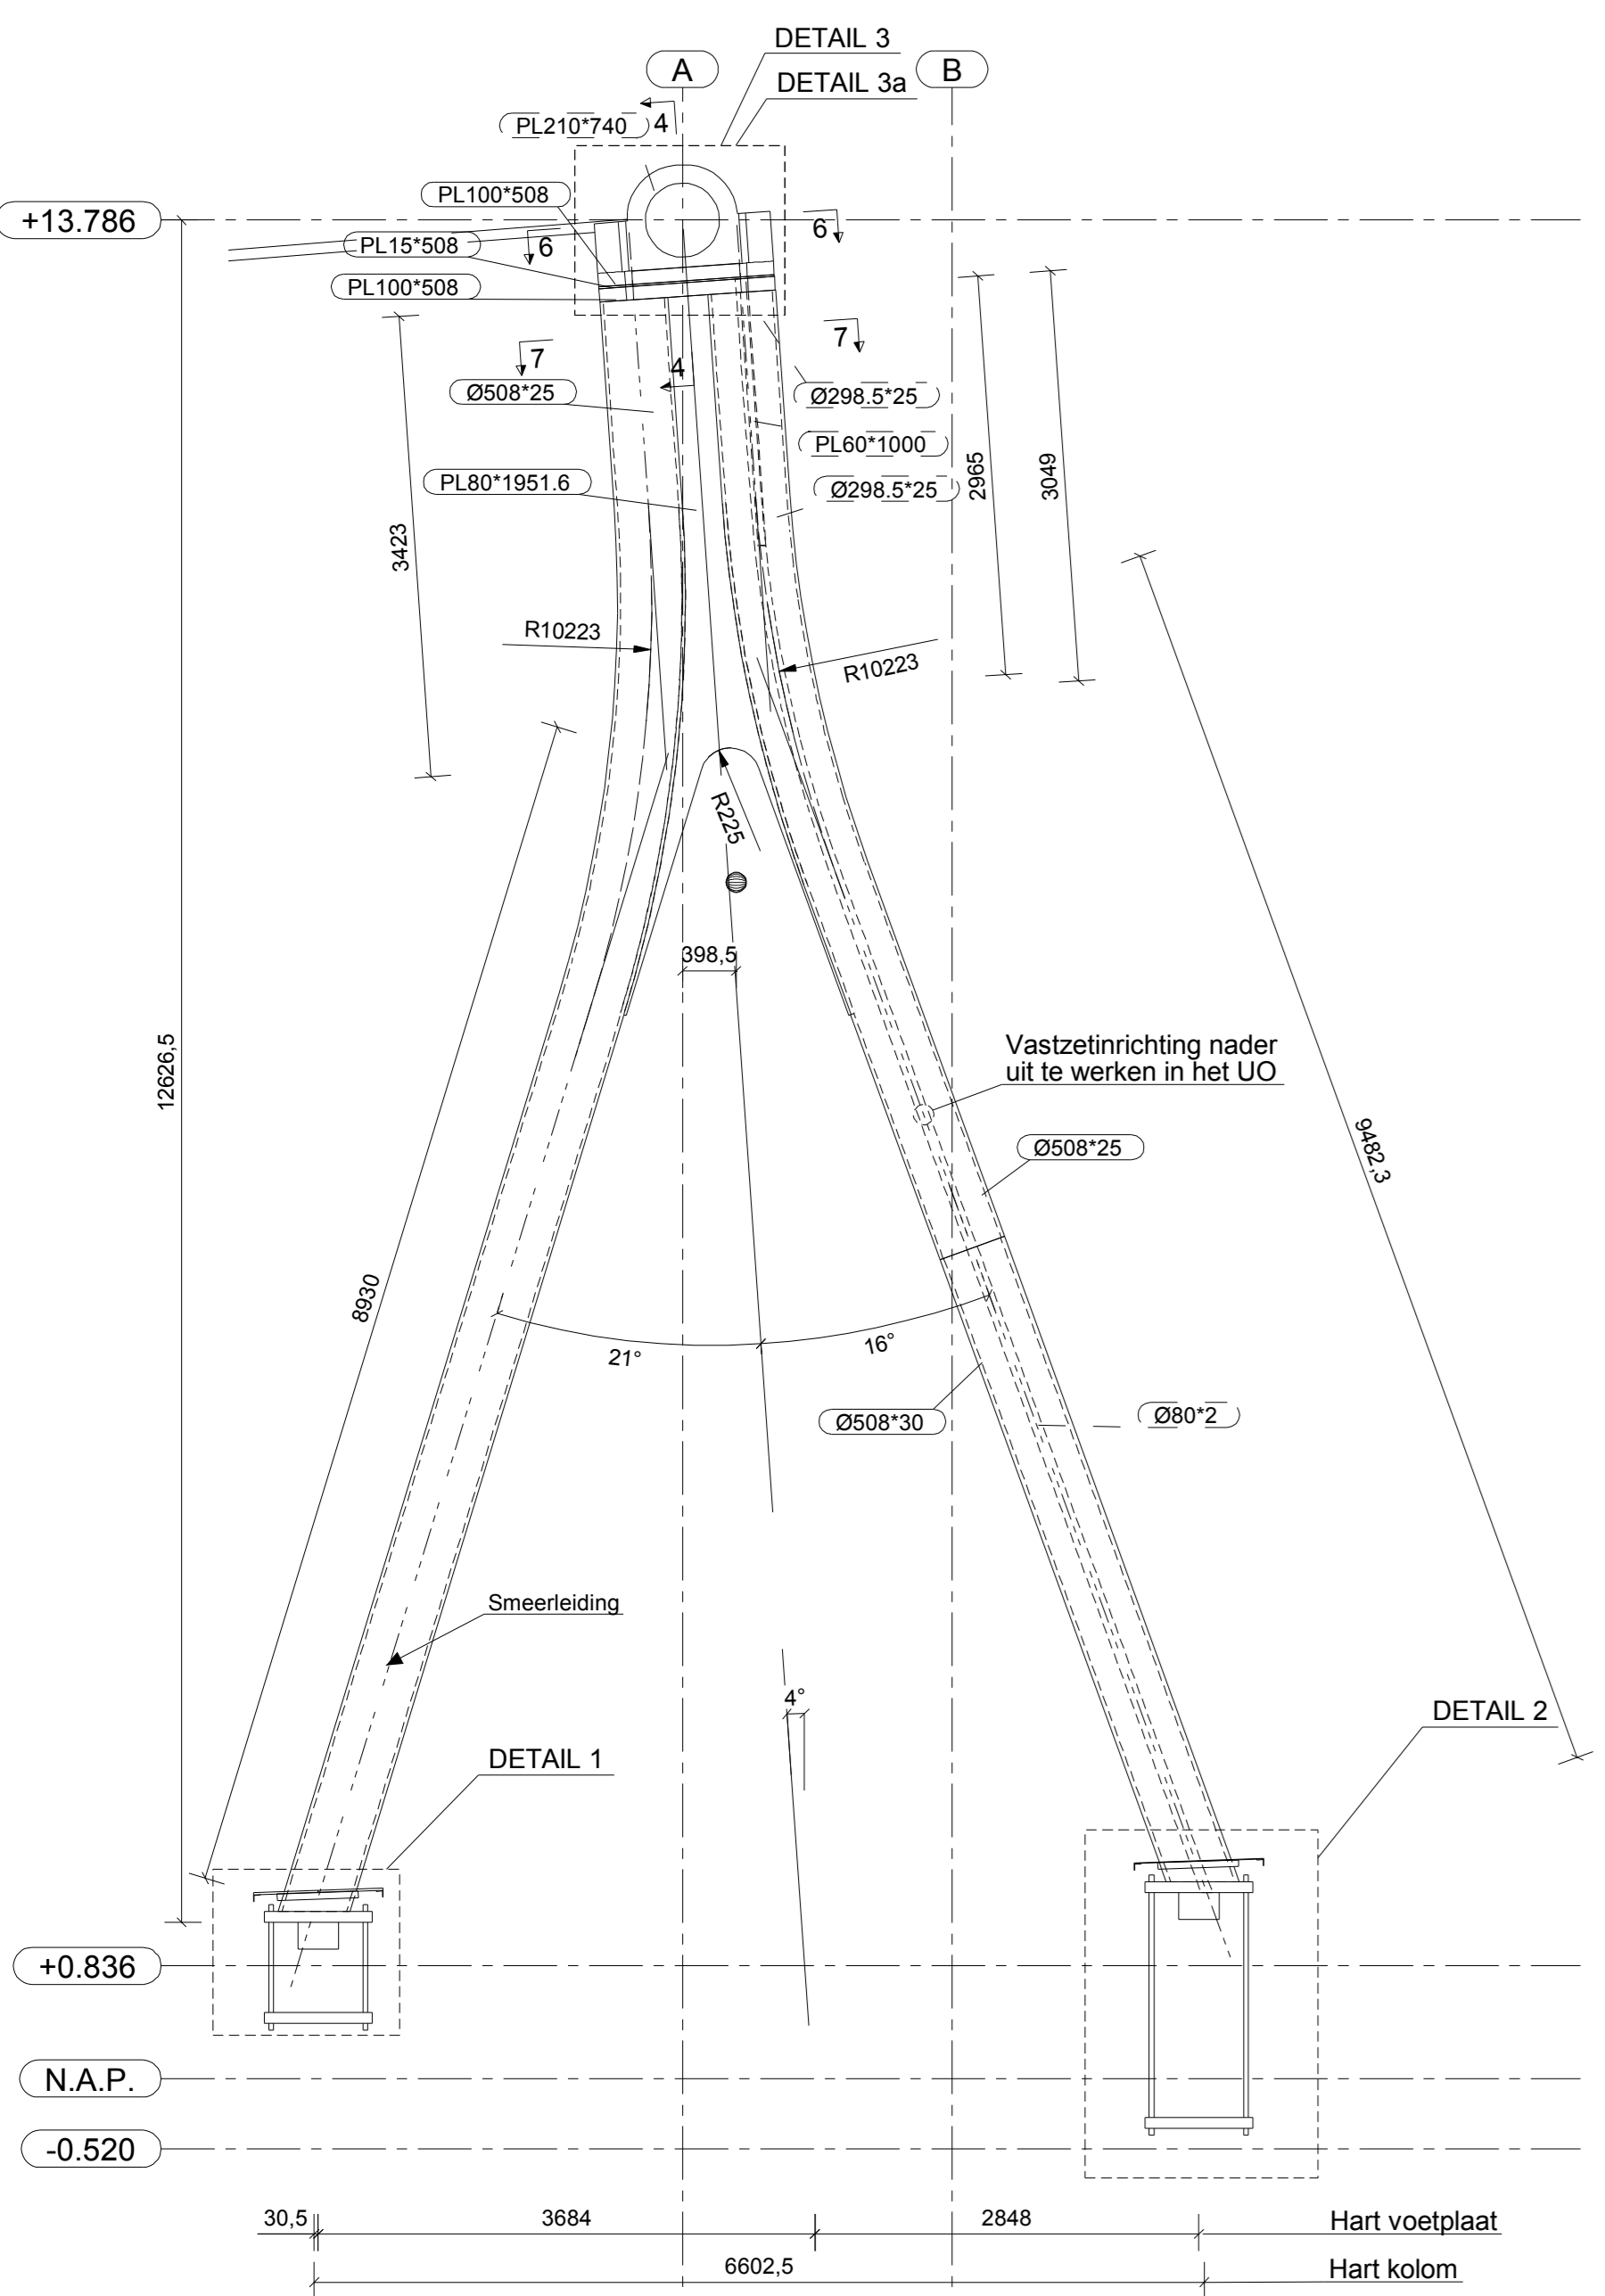 DETAIL 3
A
B
DETAIL 3a
PL210*740
4
PL100*508
+13.786
6
6
PL15*508
PL100*508
7
7
4
Ø508*25
Ø298.5*25
PL60*1000
PL80*1951.6
Ø298.5*25
2965
3049
3423
R10223
R10223
R225
398,5
12626,5
Vastzetinrichting nader
uit te werken in het UO
Ø508*25
9482,3
8930
21°
16°
Ø508*30
Ø80*2
Smeerleiding
4°
DETAIL 2
DETAIL 1
+0.836
N.A.P.
-0.520
30,5
3684
2848
Hart voetplaat
6602,5
Hart kolom